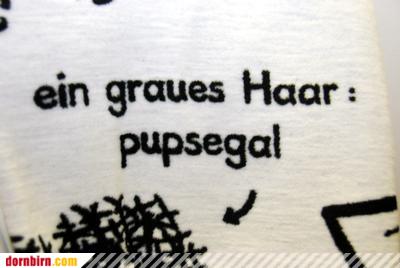 ein graues Haar:
pupsegal
dornbirn.com